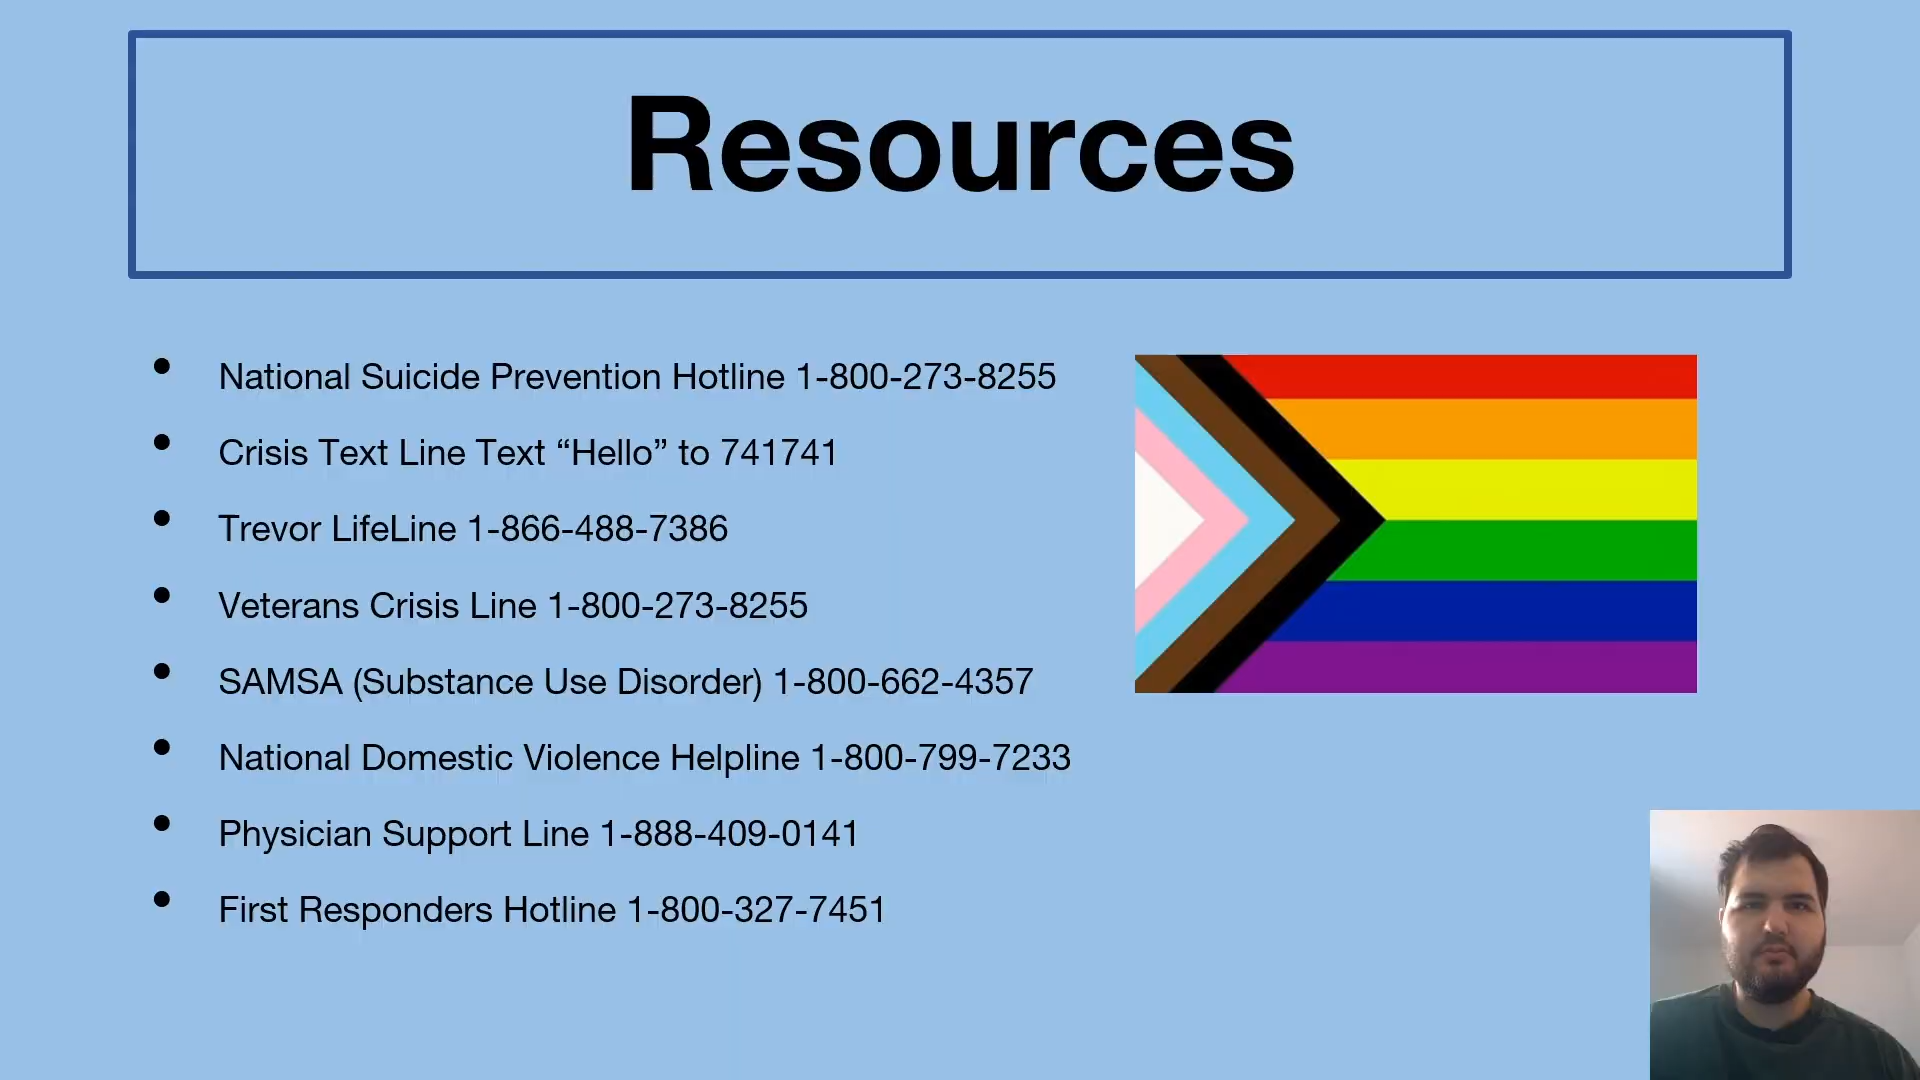 Resources
National Suicide Prevention Hotline 1-800-273-8255
Crisis Text Line Text “Hello” to 741741
Trevor LifeLine 1-866-488-7386
Veterans Crisis Line 1-800-273-8255
SAMSA (Substance Use Disorder) 1-800-662-4357
National Domestic Violence Helpline 1-800-799-7233
Physician Support Line 1-888-409-0141
First Responders Hotline 1-800-327-7451